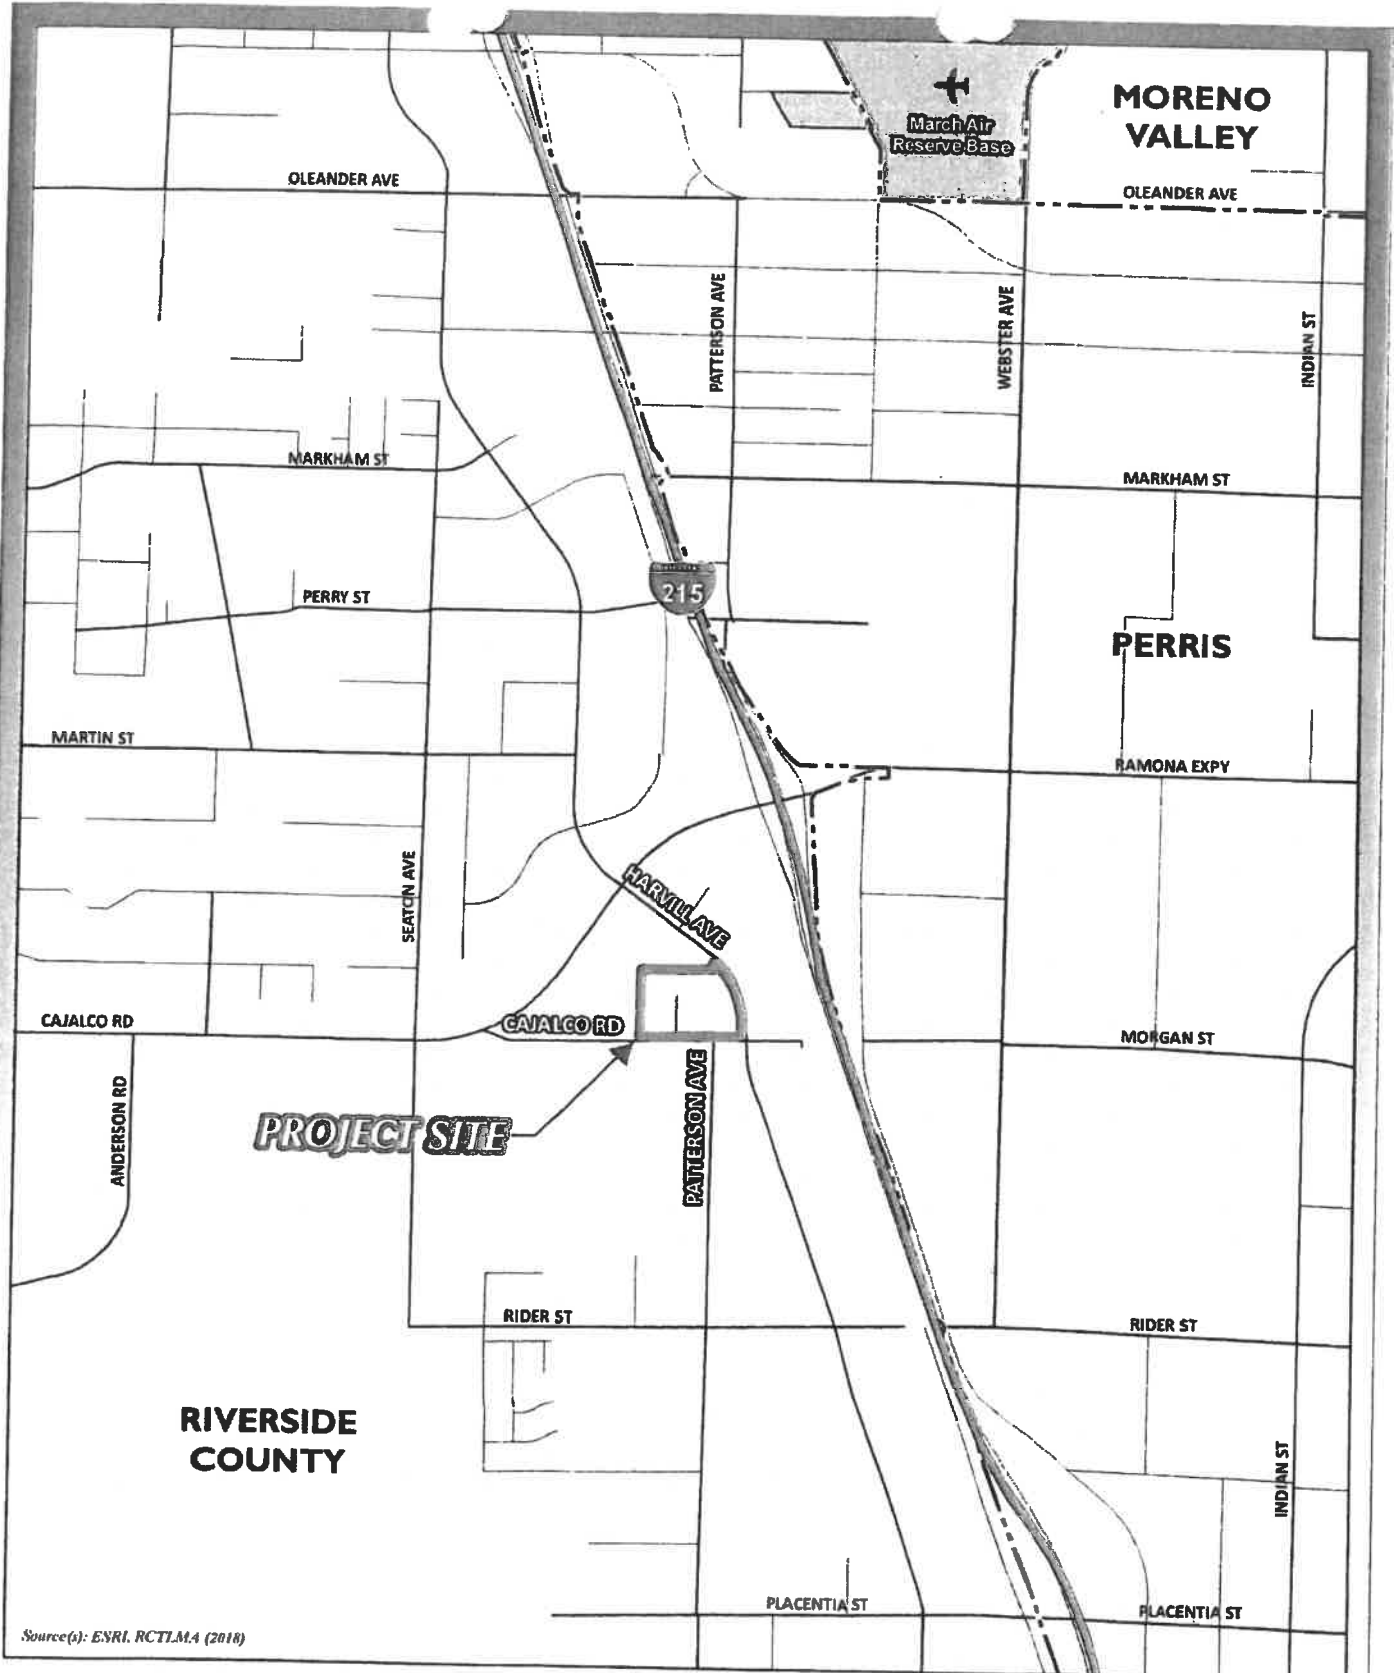 MORENO
VALLEY
March Air
Reserve Base
OLEANDER AVE
OLEANDER AVE
PATTERSON AVE
WEBSTER AVE
INDIAN ST
MARKHAM ST
MARKHAM ST
215
PERRY ST
PERRIS
MARTIN ST
RAMONA EXPY
SEATON AVE
HARVILL AVE
CAJALCO RD
CAJALCO RD
MORGAN ST
ANDERSON RD
PATTERSON AVE
PROJECT SITE
RIDER ST
RIDER ST
RIVERSIDE
COUNTY
INDIAN ST
PLACENTIA ST
PLACENTIA ST
Source(s): ESRI, RCTLMA (2018)